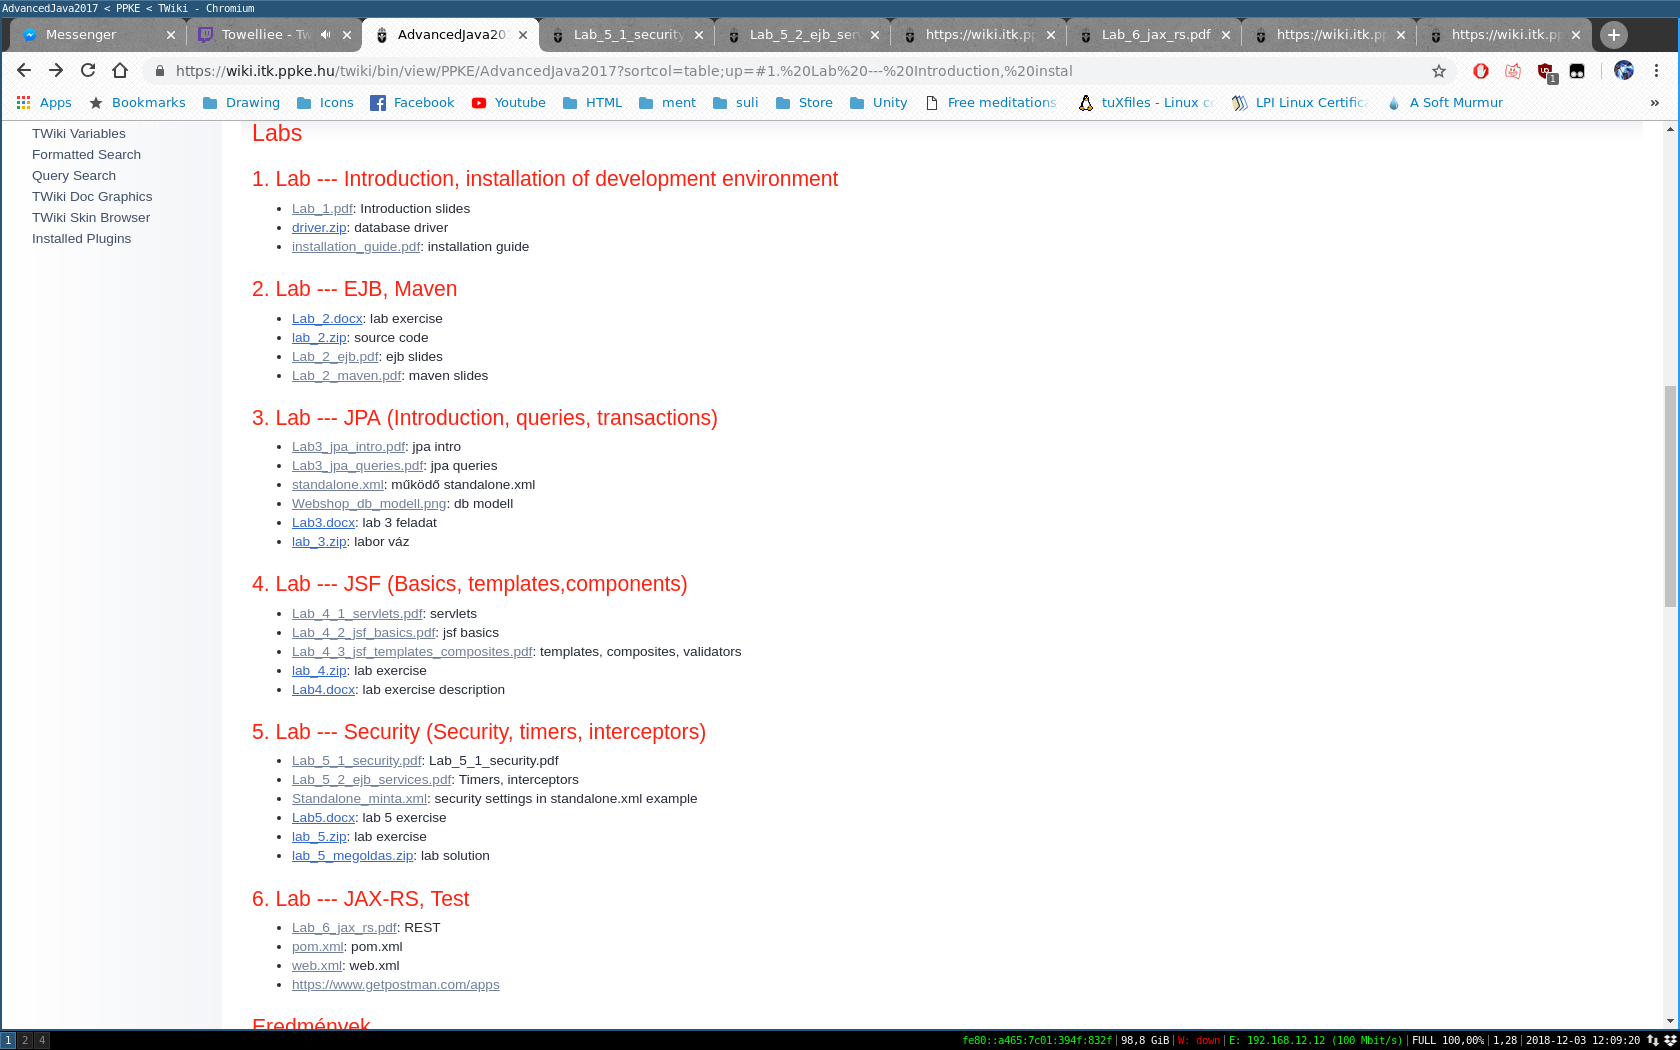 AdvancedJava2017 < PPKE < TWiki - Chromium
Messenger
Towelliee - Tw
AdvancedJava20
Lab_5_1_security
Lab_5_2_ejb_ser
https://wiki.itk.pp
Lab_6_jax_rs.pdf
https://wiki.itk.pp
https://wiki.itk.pp
https://wiki.itk.ppke.hu/twiki/bin/view/PPKE/AdvancedJava2017?sortcol=table;up=#1.%20Lab%20---%20Introduction,%20instal
1
Apps
Bookmarks
Drawing
Icons
Facebook
Youtube
HTML
ment
suli
Store
Unity
Free meditations
tuXfiles - Linux c
LPI Linux Certific
A Soft Murmur
»
TWiki Variables
Formatted Search
Query Search
TWiki Doc Graphics
TWiki Skin Browser
Installed Plugins
Labs
1. Lab --- Introduction, installation of development environment
• Lab_1.pdf: Introduction slides
• driver.zip: database driver
• installation_guide.pdf: installation guide
2. Lab --- EJB, Maven
• Lab_2.docx: lab exercise
• lab_2.zip: source code
• Lab_2_ejb.pdf: ejb slides
• Lab_2_maven.pdf: maven slides
3. Lab --- JPA (Introduction, queries, transactions)
• Lab3_jpa_intro.pdf: jpa intro
• Lab3_jpa_queries.pdf: jpa queries
• standalone.xml: működő standalone.xml
• Webshop_db_modell.png: db modell
• Lab3.docx: lab 3 feladat
• lab_3.zip: labor váz
4. Lab --- JSF (Basics, templates,components)
• Lab_4_1_servlets.pdf: servlets
• Lab_4_2_jsf_basics.pdf: jsf basics
• Lab_4_3_jsf_templates_composites.pdf: templates, composites, validators
• lab_4.zip: lab exercise
• Lab4.docx: lab exercise description
5. Lab --- Security (Security, timers, interceptors)
• Lab_5_1_security.pdf: Lab_5_1_security.pdf
• Lab_5_2_ejb_services.pdf: Timers, interceptors
• Standalone_minta.xml: security settings in standalone.xml example
• Lab5.docx: lab 5 exercise
• lab_5.zip: lab exercise
• lab_5_megoldas.zip: lab solution
6. Lab --- JAX-RS, Test
• Lab_6_jax_rs.pdf: REST
• pom.xml: pom.xml
• web.xml: web.xml
• https://www.getpostman.com/apps
Eredmények
1 2 4
fe80::a465:7c01:394f:832f| 98,8 GiB| W: down| E: 192.168.12.12 (100 Mbit/s)| FULL 100,00%| 1,28| 2018-12-03 12:09:20